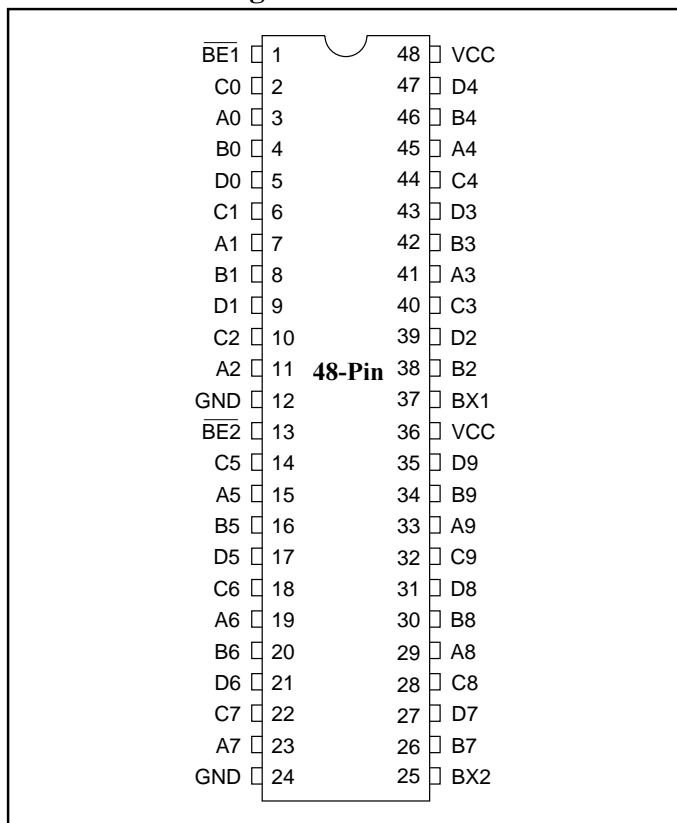 BE1 1 48 VCC
C0 2 47 D4
A0 3 46 B4
B0 4 45 A4
D0 5 44 C4
C1 6 43 D3
A1 7 42 B3
B1 8 41 A3
D1 9 40 C3
C2 10 39 D2
A2 11 48-Pin 38 B2
GND 12 37 BX1
BE2 13 36 VCC
C5 14 35 D9
A5 15 34 B9
B5 16 33 A9
D5 17 32 C9
C6 18 31 D8
A6 19 30 B8
B6 20 29 A8
D6 21 28 C8
C7 22 27 D7
A7 23 26 B7
GND 24 25 BX2